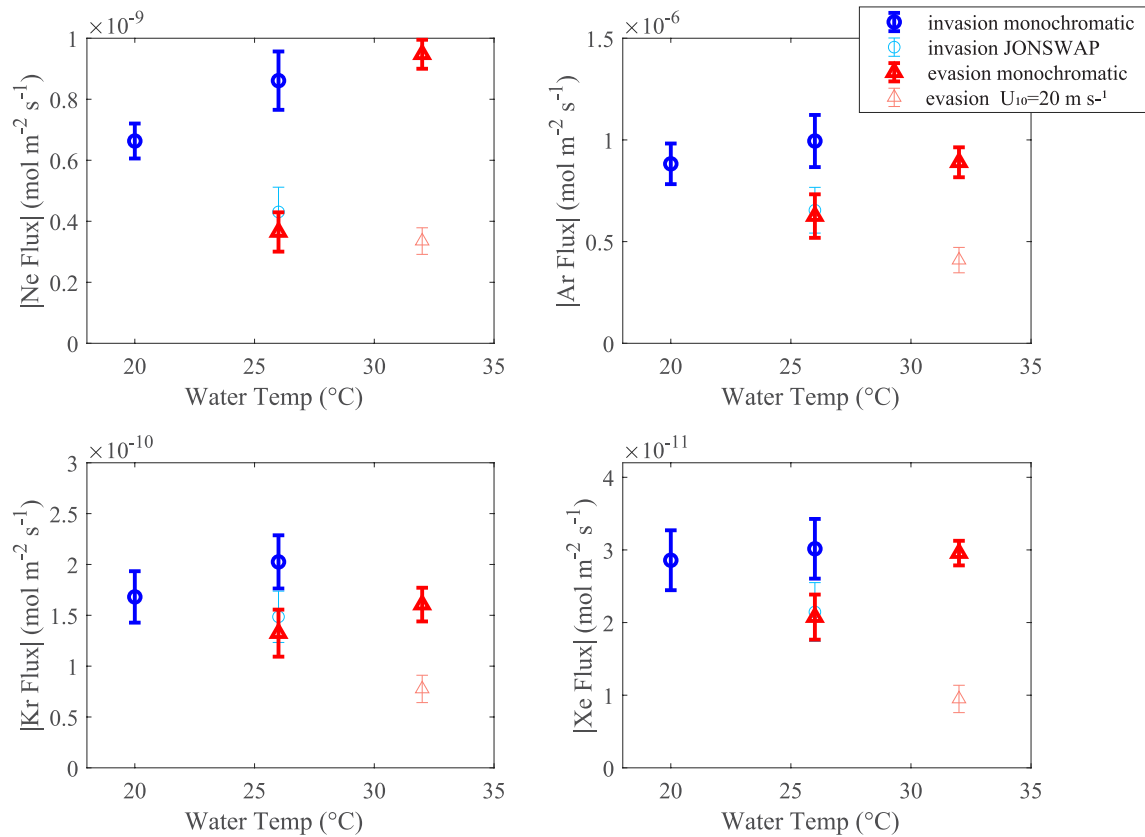 ×10⁻⁹
1
0.8
0.6
0.4
0.2
0
20 25 30 35
|Ne Flux| (mol m⁻² s⁻¹)
Water Temp (°C)
×10⁻⁶
1.5
1
0.5
0
20 25 30 35
|Ar Flux| (mol m⁻² s⁻¹)
Water Temp (°C)
invasion monochromatic
invasion JONSWAP
evasion monochromatic
evasion U₁₀=20 m s⁻¹
×10⁻¹⁰
3
2.5
2
1.5
1
0.5
0
20 25 30 35
|Kr Flux| (mol m⁻² s⁻¹)
Water Temp (°C)
×10⁻¹¹
4
3
2
1
0
20 25 30 35
|Xe Flux| (mol m⁻² s⁻¹)
Water Temp (°C)